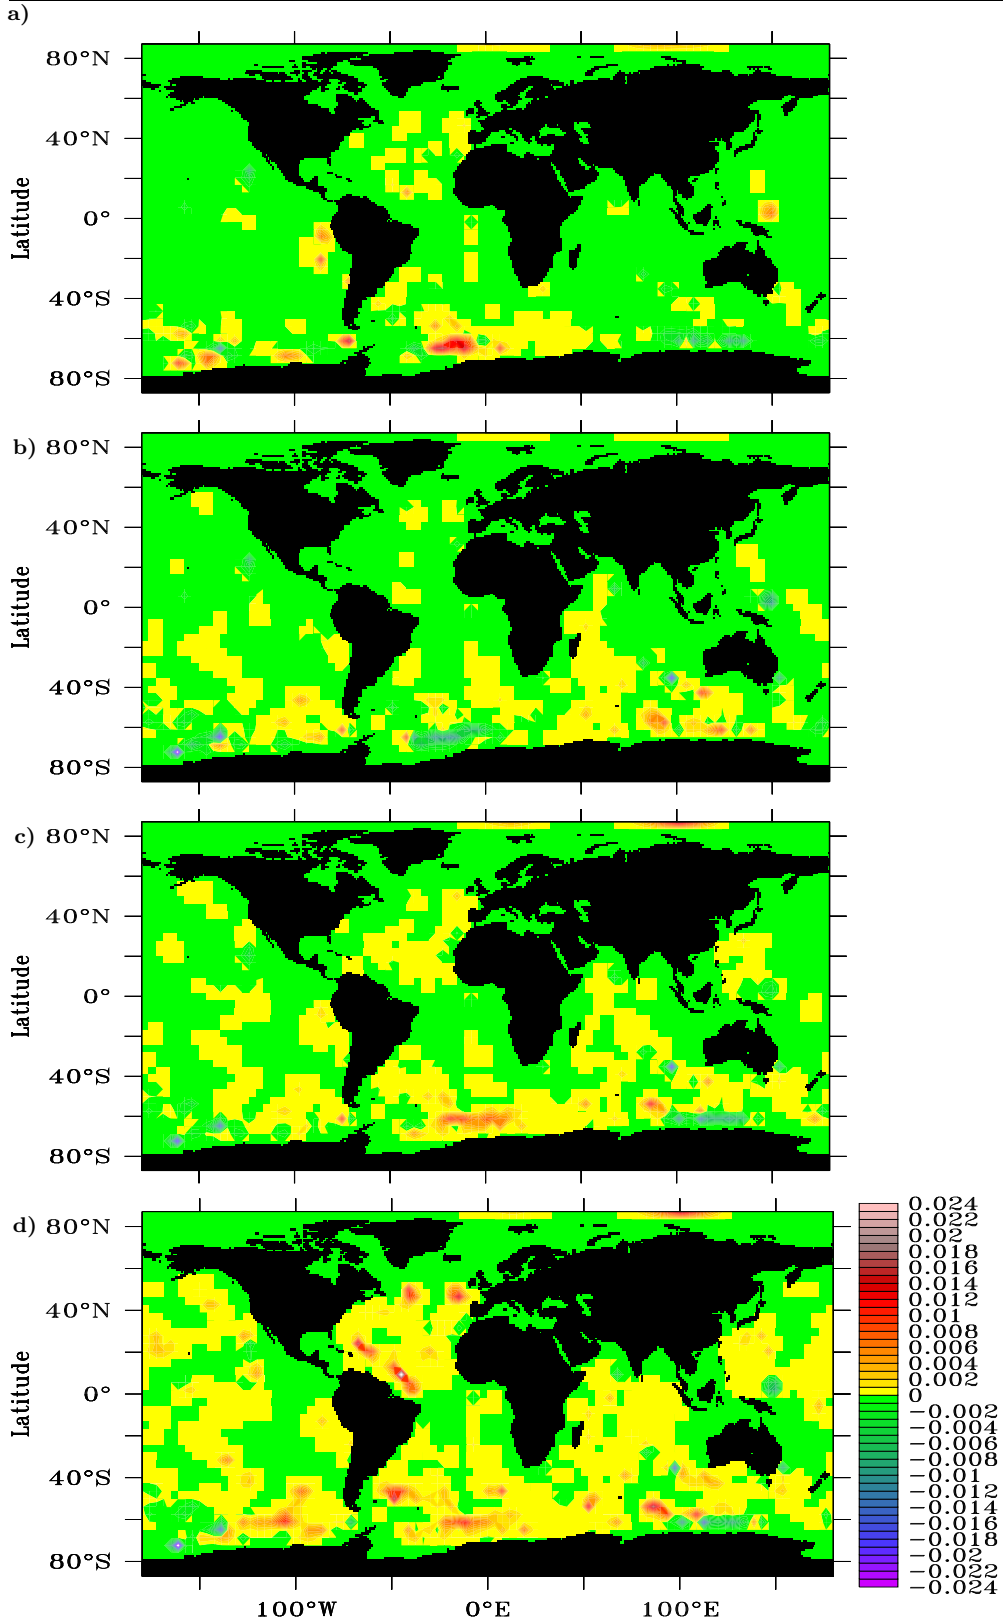 a)
80°N
40°N
0°
40°S
80°S
Latitude
b)
80°N
40°N
0°
40°S
80°S
Latitude
c)
80°N
40°N
0°
40°S
80°S
Latitude
d)
80°N
40°N
0°
40°S
80°S
Latitude
100°W
0°E
100°E
0.024
0.022
0.02
0.018
0.016
0.014
0.012
0.01
0.008
0.006
0.004
0.002
0
−0.002
−0.004
−0.006
−0.008
−0.01
−0.012
−0.014
−0.016
−0.018
−0.02
−0.022
−0.024